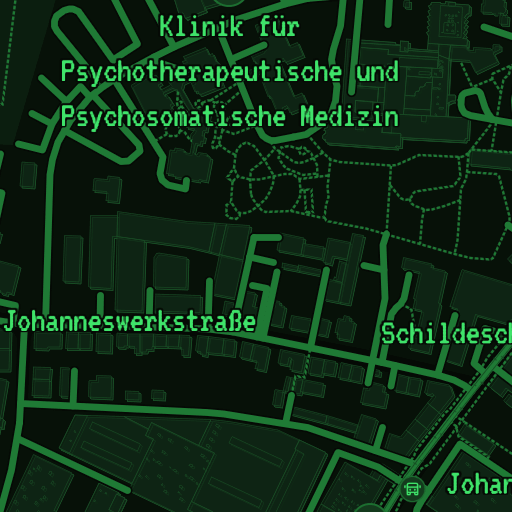 Klinik für
Psychotherapeutische und
Psychosomatische Medizin
Johanneswerkstraße
Schildesch
Johan